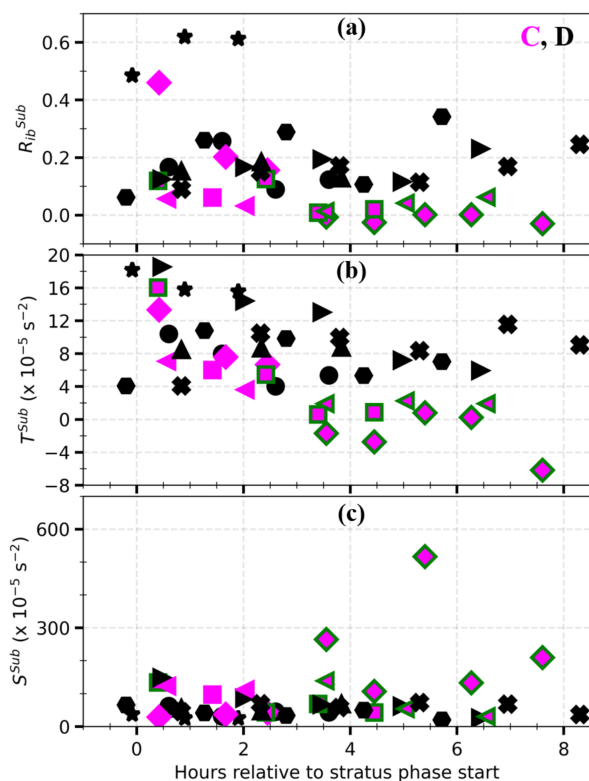 (a)
C, D
0.6
0.4
0.2
0.0
R_ib^Sub
(b)
20
16
12
8
4
0
−4
−8
T^Sub (x 10^−5 s^−2)
(c)
600
300
0
S^Sub (x 10^−5 s^−2)
0 2 4 6 8
Hours relative to stratus phase start